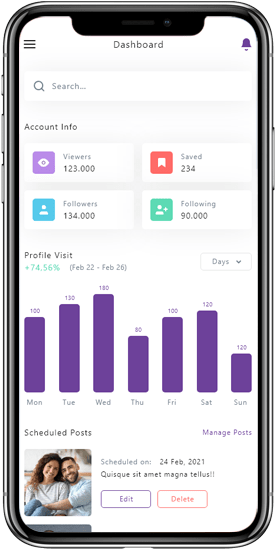 Dashboard
Search...
Account Info
Viewers
123.000
Saved
234
Followers
134.000
Following
90.000
Profile Visit
+74.56% (Feb 22 - Feb 26)
Days
100 130 180 80 100 120 120
Mon Tue Wed Thu Fri Sat Sun
Scheduled Posts Manage Posts
Scheduled on: 24 Feb, 2021
Quisque sit amet magna tellus!!
Edit Delete